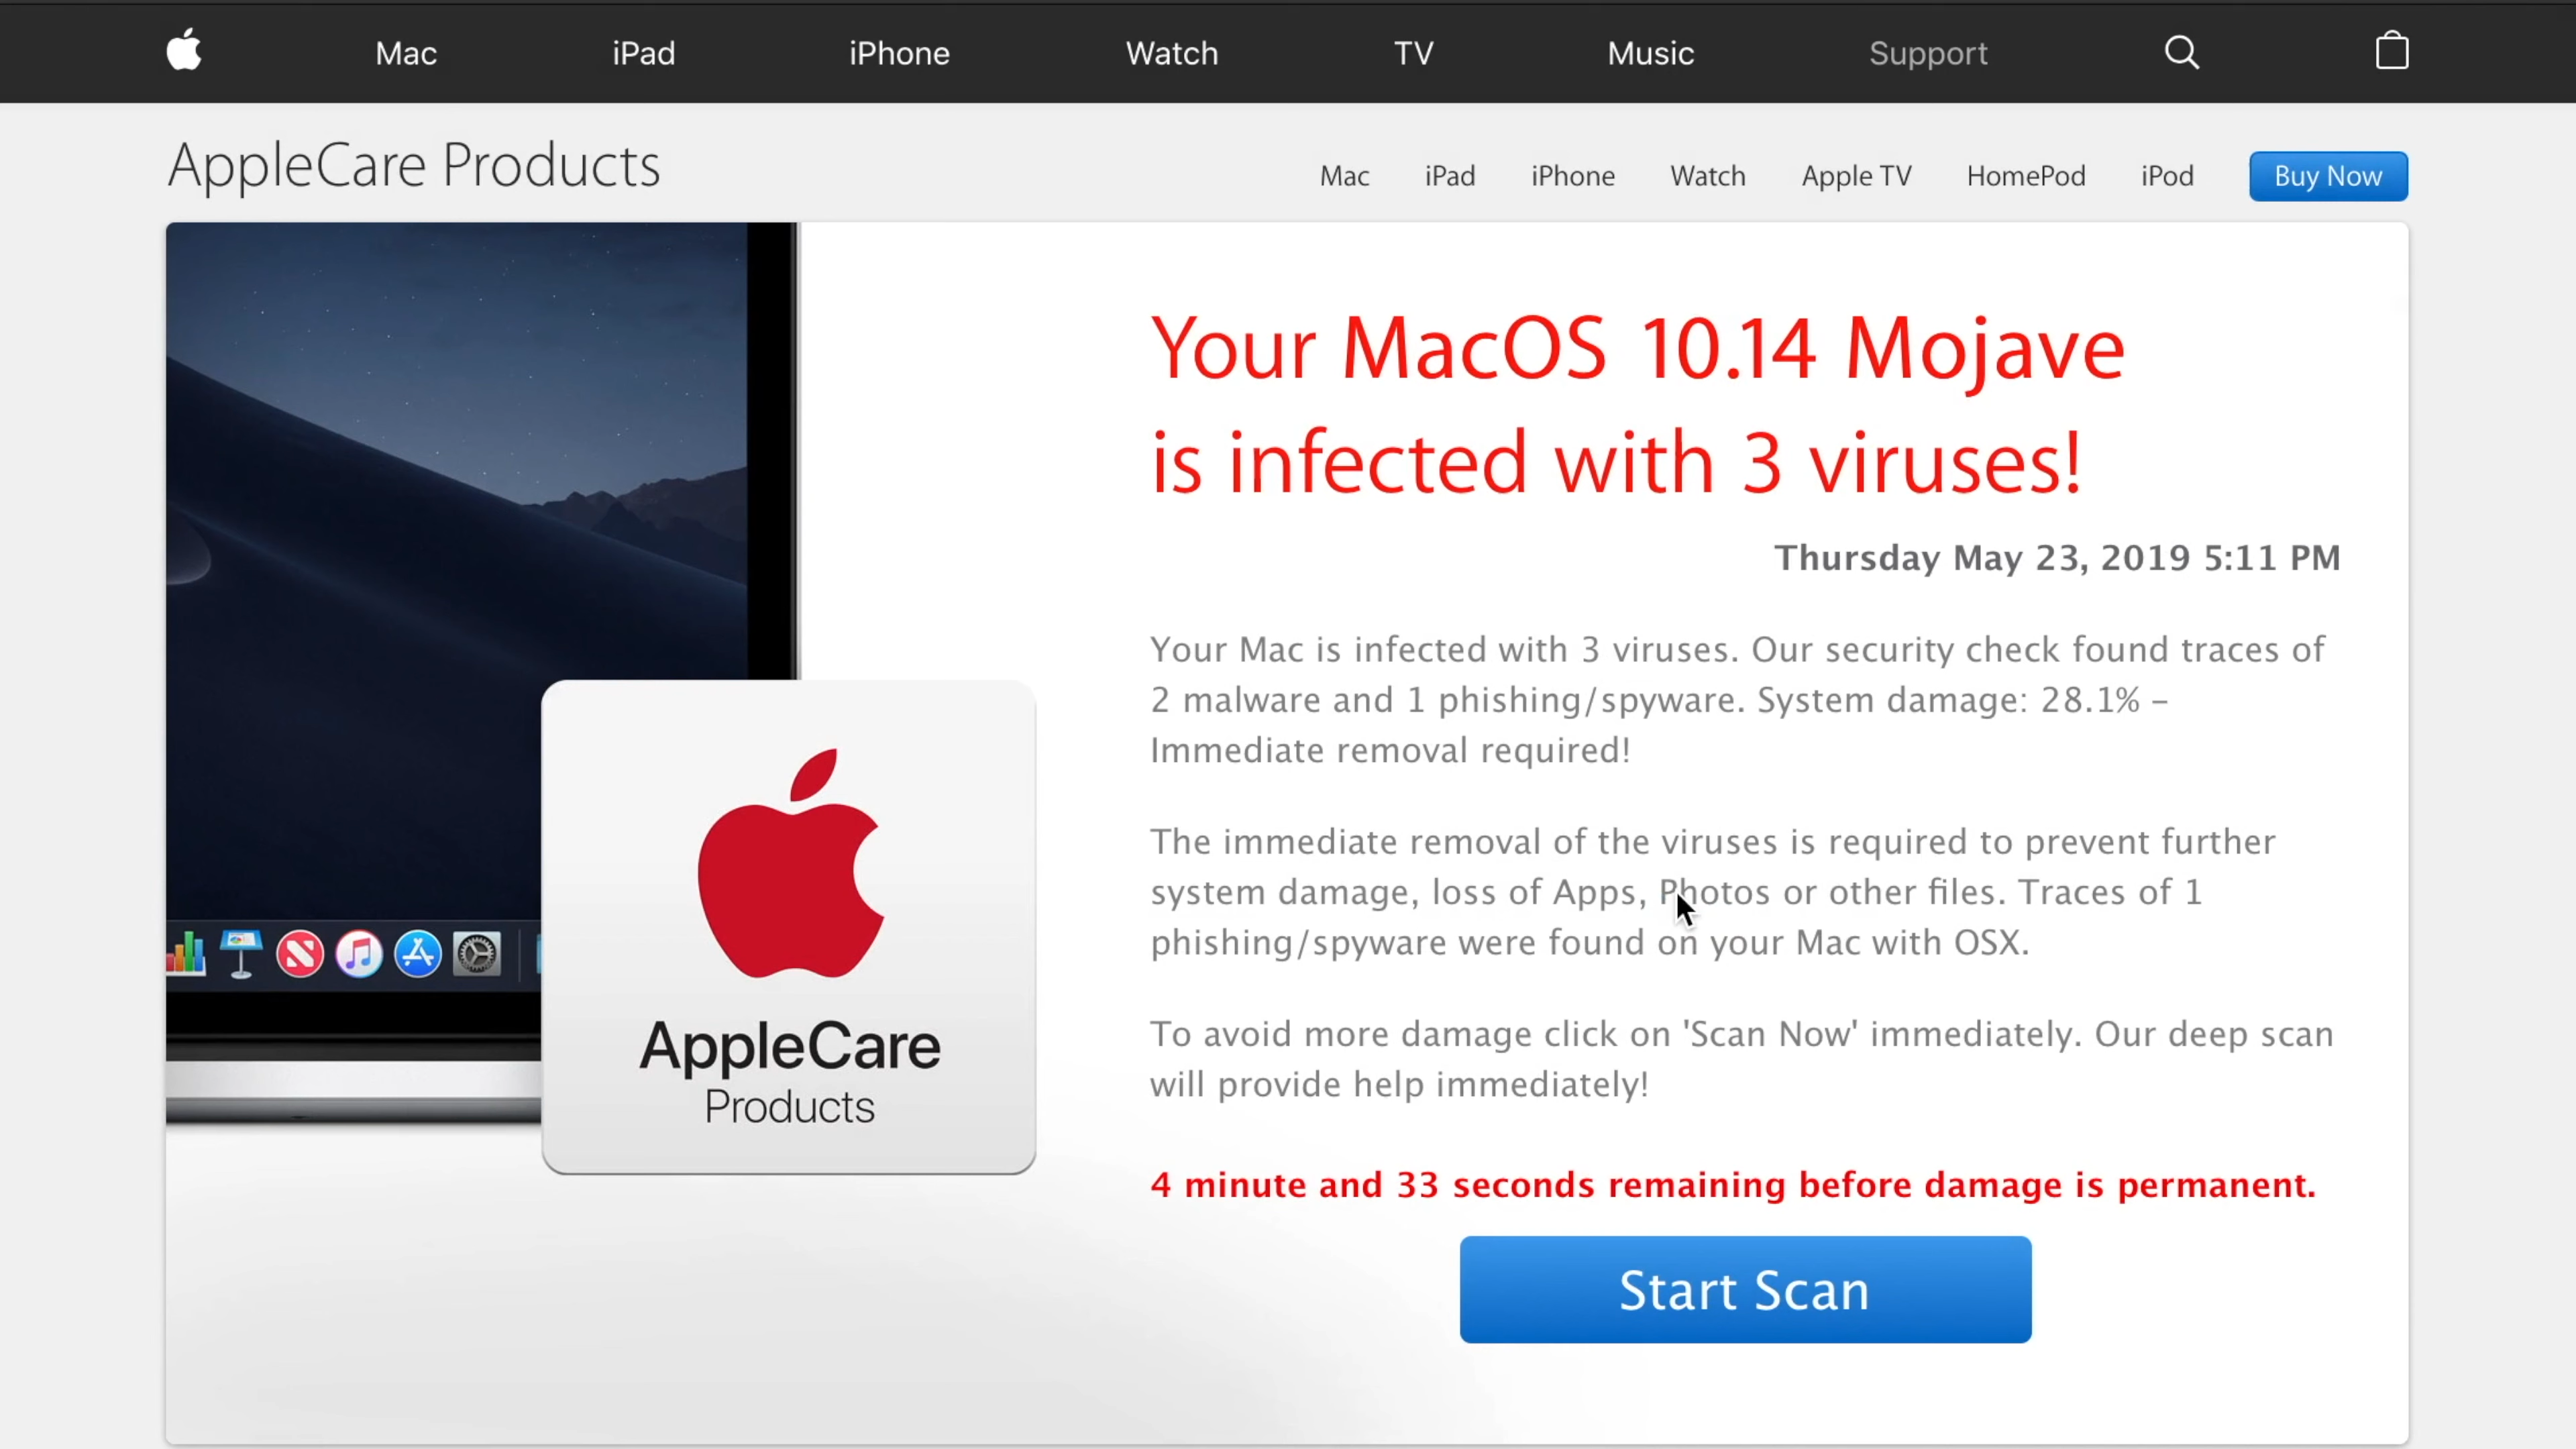 Mac iPad iPhone Watch TV Music Support
AppleCare Products
Mac iPad iPhone Watch Apple TV HomePod iPod Buy Now
Your MacOS 10.14 Mojave
is infected with 3 viruses!
Thursday May 23, 2019 5:11 PM
Your Mac is infected with 3 viruses. Our security check found traces of
2 malware and 1 phishing/spyware. System damage: 28.1% –
Immediate removal required!
The immediate removal of the viruses is required to prevent further
system damage, loss of Apps, Photos or other files. Traces of 1
phishing/spyware were found on your Mac with OSX.
To avoid more damage click on 'Scan Now' immediately. Our deep scan
will provide help immediately!
4 minute and 33 seconds remaining before damage is permanent.
Start Scan
AppleCare
Products